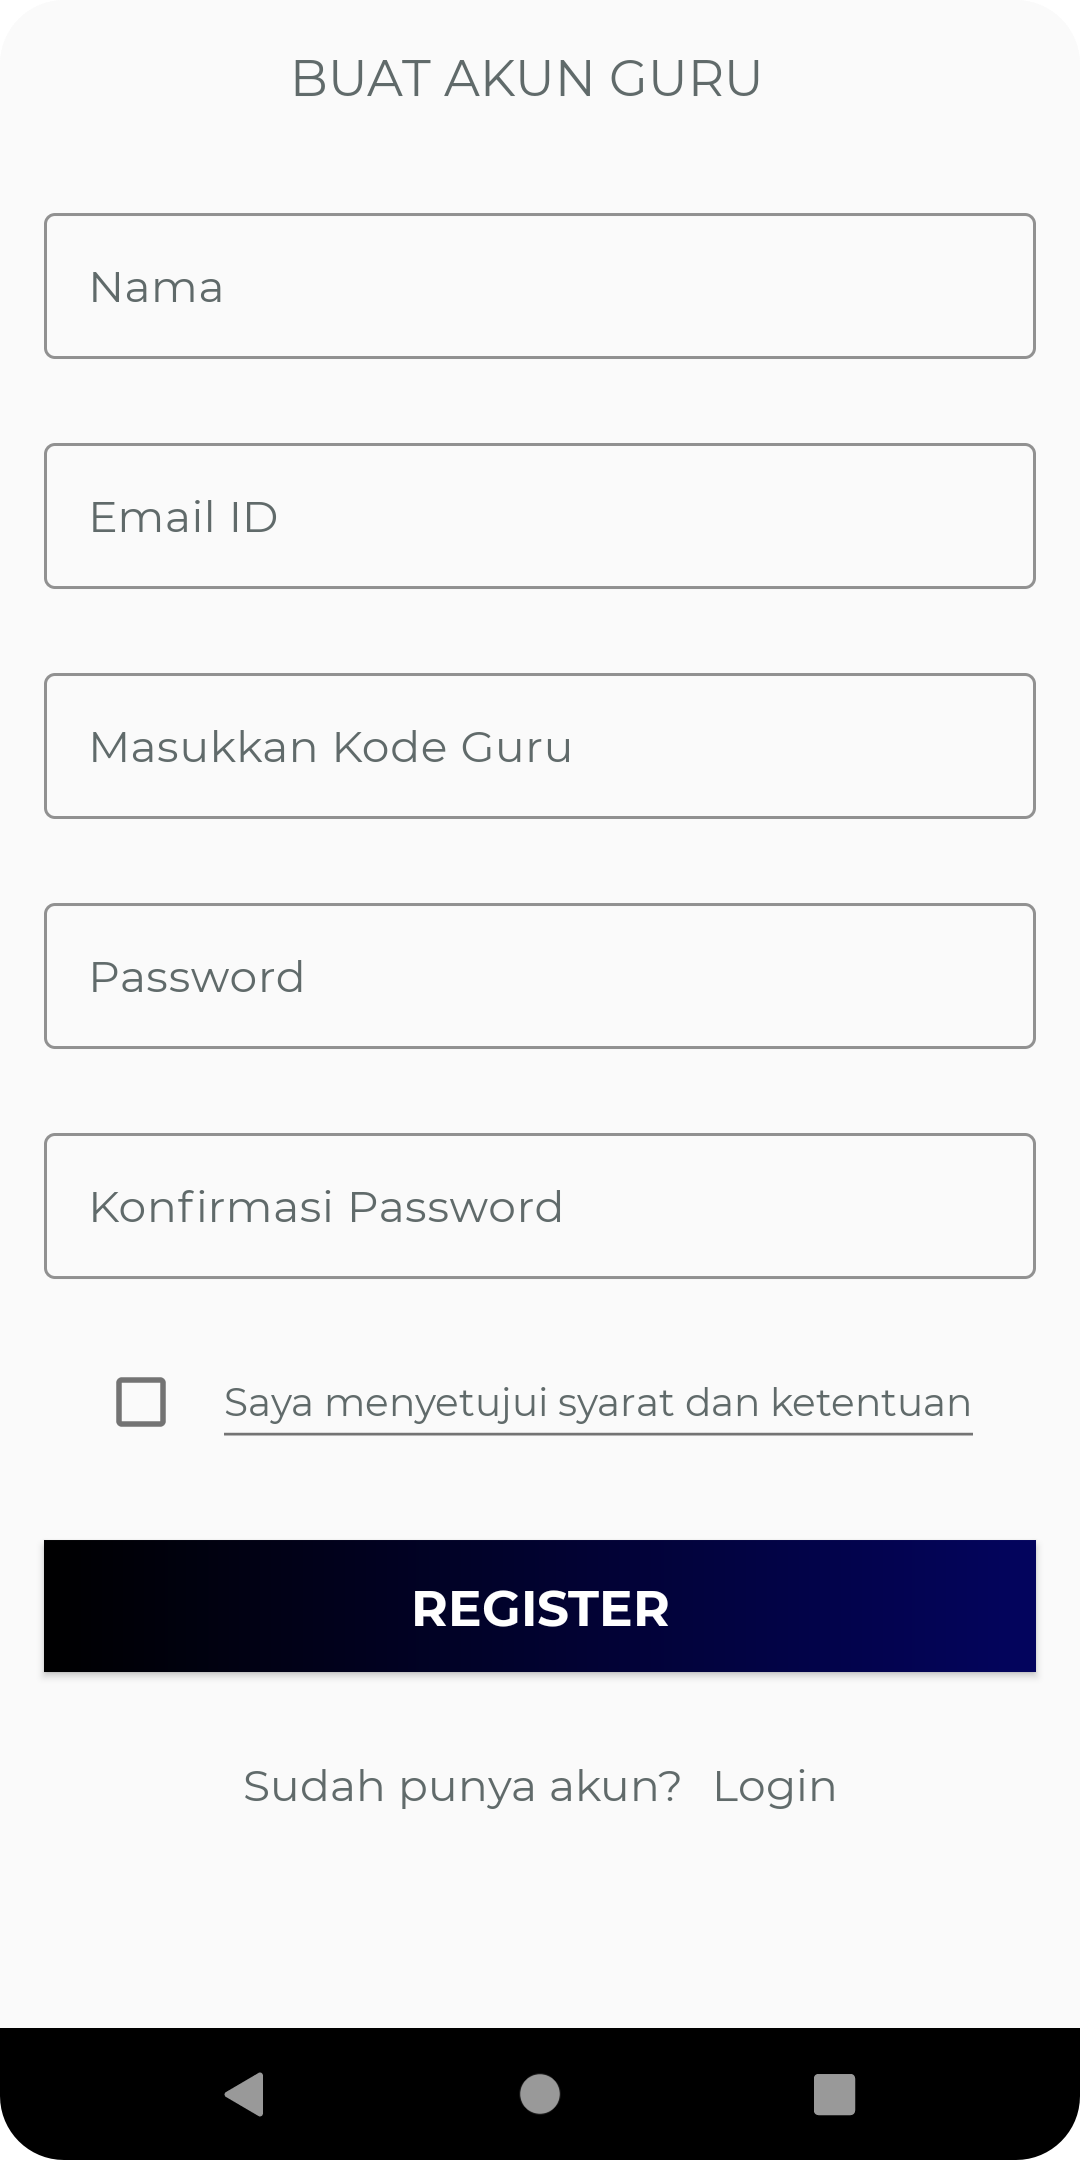 BUAT AKUN GURU
Nama
Email ID
Masukkan Kode Guru
Password
Konfirmasi Password
Saya menyetujui syarat dan ketentuan
REGISTER
Sudah punya akun? Login